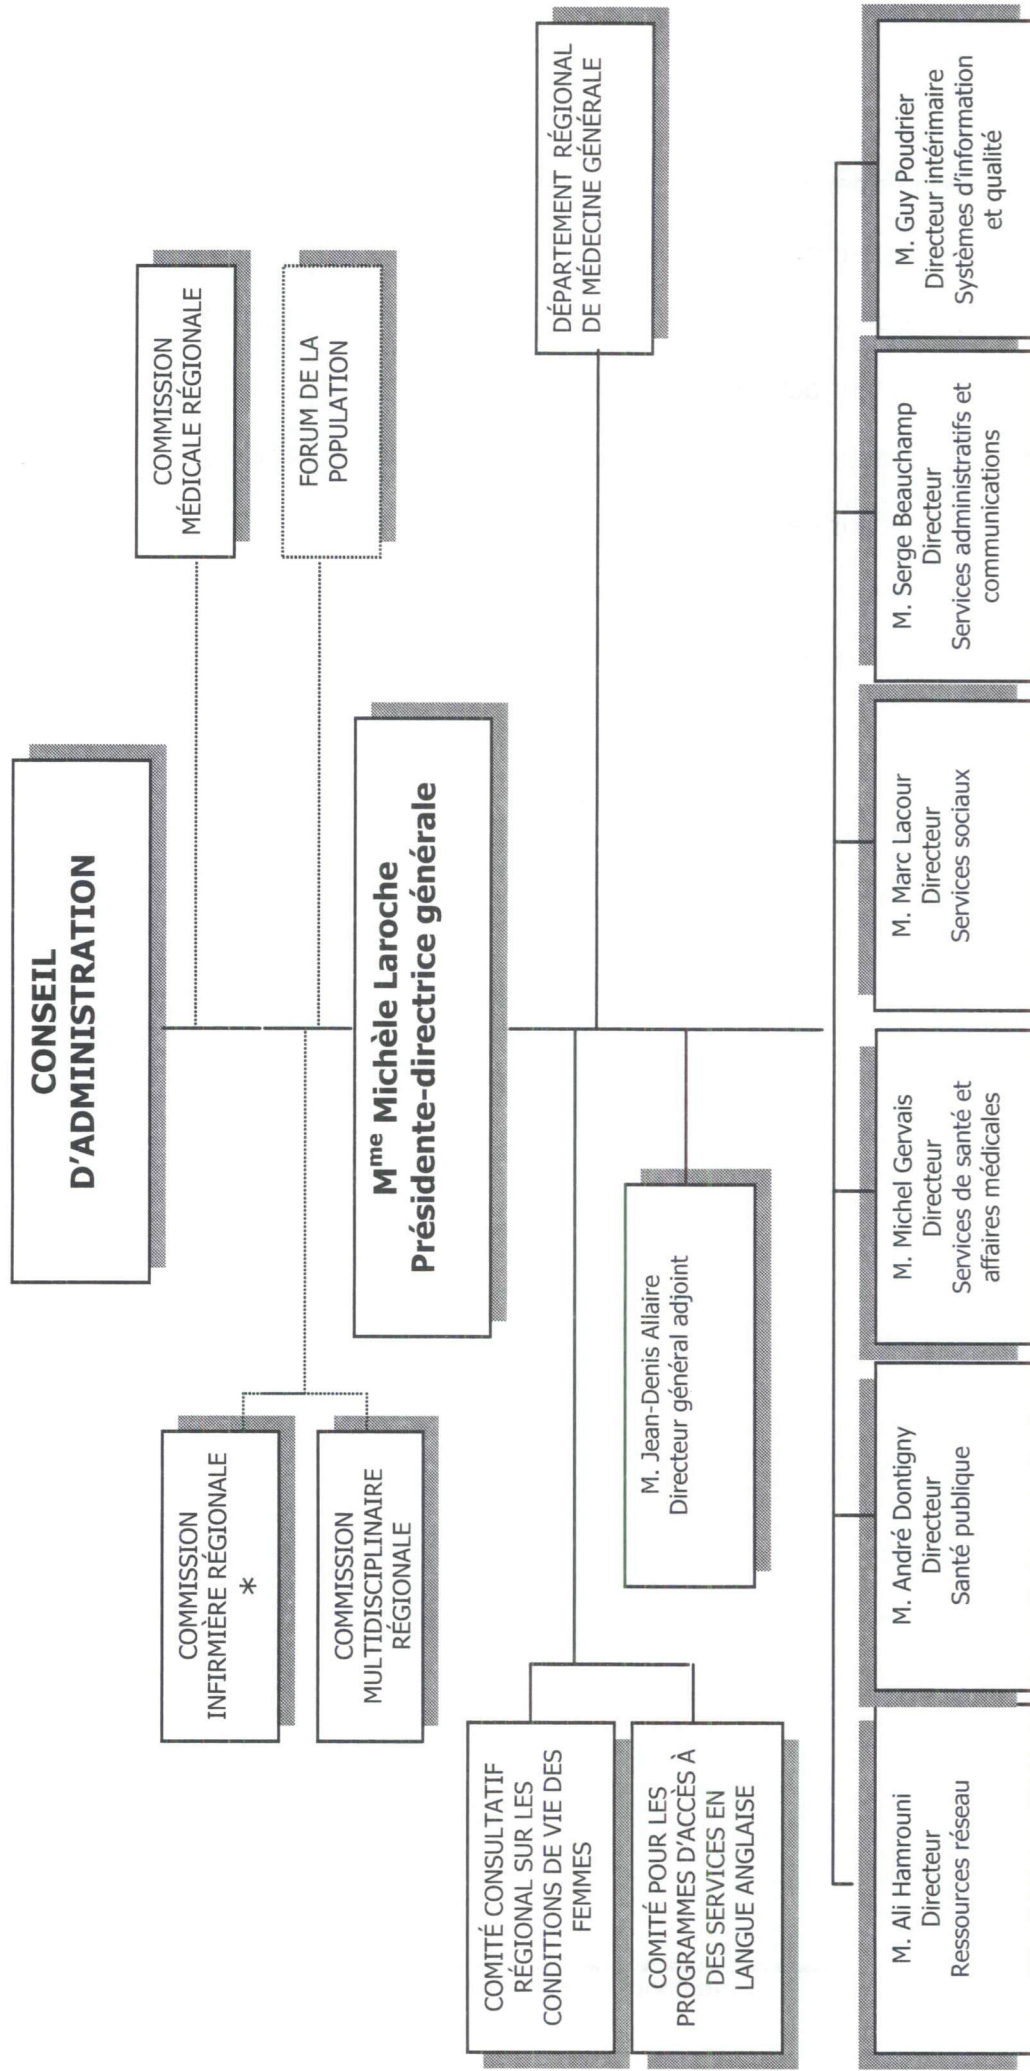 CONSEIL
D'ADMINISTRATION
COMMISSION
MÉDICALE RÉGIONALE
COMMISSION
INFIRMIÈRE RÉGIONALE
*
FORUM DE LA
POPULATION
COMMISSION
MULTIDISCIPLINAIRE
RÉGIONALE
Mme Michèle Laroche
Présidente-directrice générale
COMITÉ CONSULTATIF
RÉGIONAL SUR LES
CONDITIONS DE VIE DES
FEMMES
DÉPARTEMENT RÉGIONAL
DE MÉDECINE GÉNÉRALE
COMITÉ POUR LES
PROGRAMMES D'ACCÈS À
DES SERVICES EN
LANGUE ANGLAISE
M. Jean-Denis Allaire
Directeur général adjoint
M. Ali Hamrouni
Directeur
Ressources réseau
M. André Dontigny
Directeur
Santé publique
M. Michel Gervais
Directeur
Services de santé et
affaires médicales
M. Marc Lacour
Directeur
Services sociaux
M. Serge Beauchamp
Directeur
Services administratifs et
communications
M. Guy Poudrier
Directeur intérimaire
Systèmes d'information
et qualité